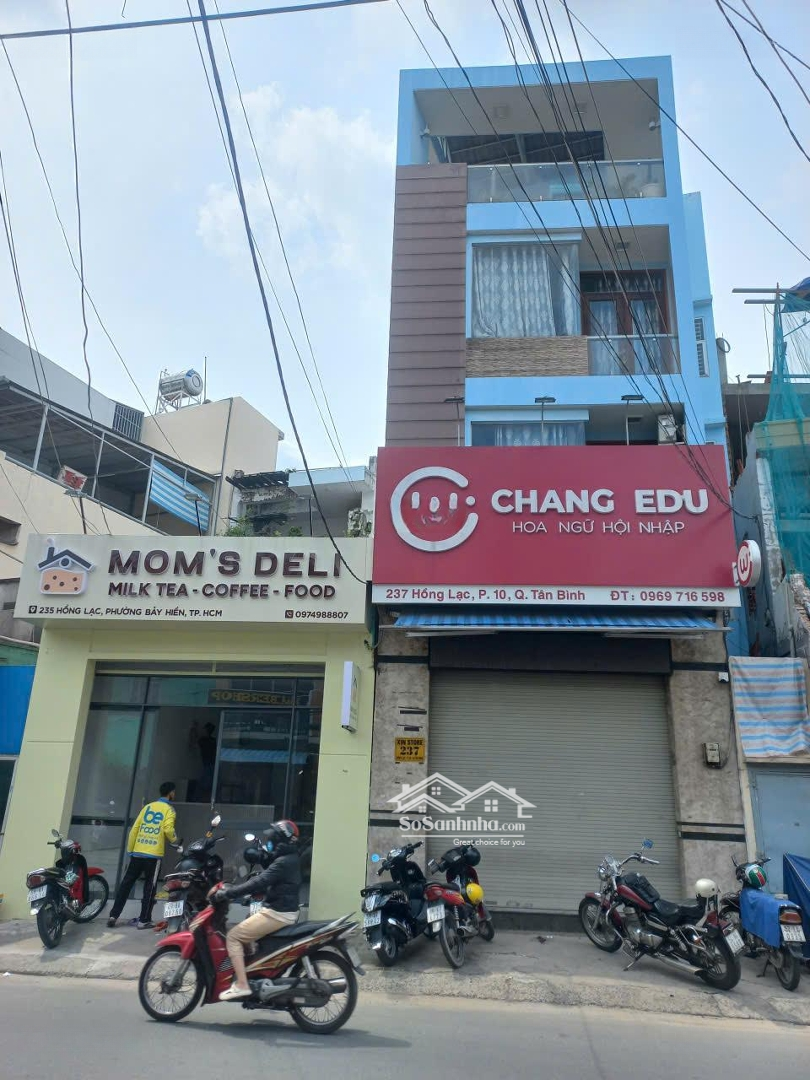 MOM'S DELI
MILK TEA - COFFEE - FOOD
235 HỒNG LẠC, PHƯỜNG BẢY HIỀN, TP. HCM
0974988807
CHANG EDU
HOA NGỮ HỘI NHẬP
237 Hồng Lạc, P. 10, Q. Tân Bình
ĐT: 0969 716 598
237
be
Food
SoSanhnha.com
Great choice for you